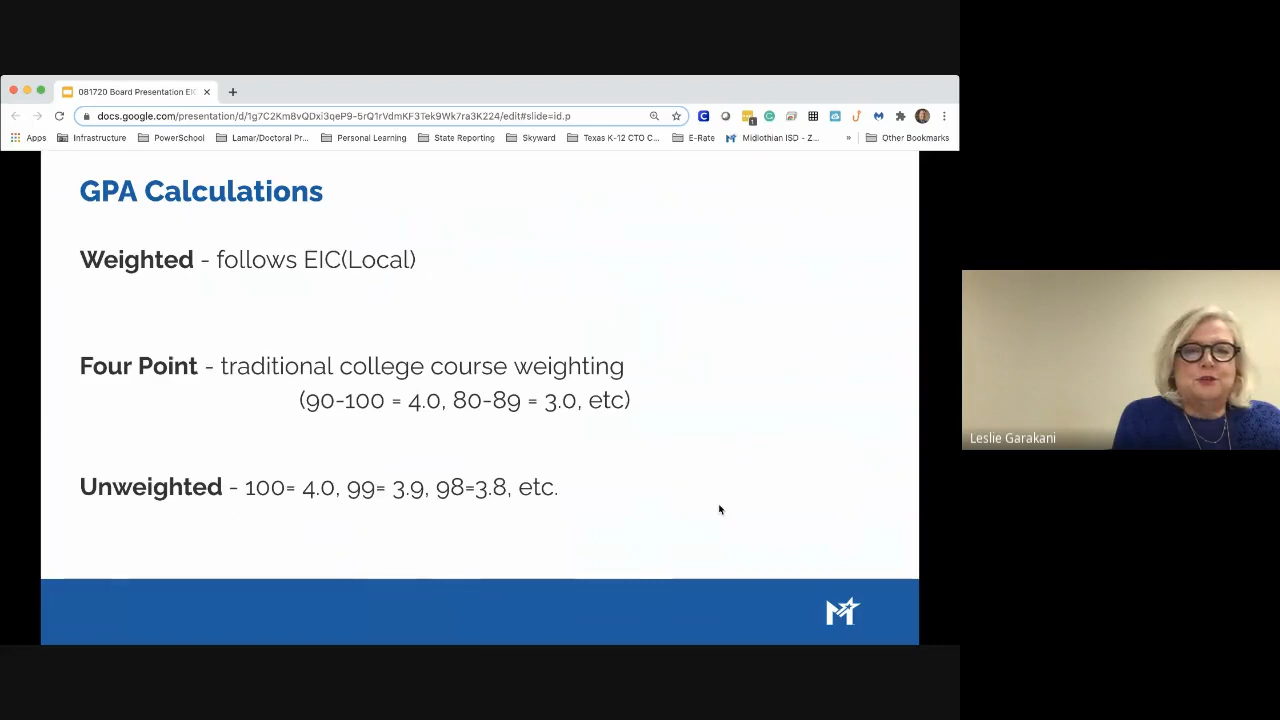 081720 Board Presentation EIC
docs.google.com/presentation/d/1g7C2Km8vQDxi3qeP9-5rQ1rVdmKF3Tek9Wk7ra3K224/edit#slide=id.p
Apps Infrastructure PowerSchool Lamar/Doctoral Pr... Personal Learning State Reporting Skyward Texas K-12 CTO C... E-Rate Midlothian ISD - Z... » Other Bookmarks
GPA Calculations
Weighted - follows EIC(Local)
Four Point - traditional college course weighting
(90-100 = 4.0, 80-89 = 3.0, etc)
Unweighted - 100= 4.0, 99= 3.9, 98=3.8, etc.
M
Leslie Garakani